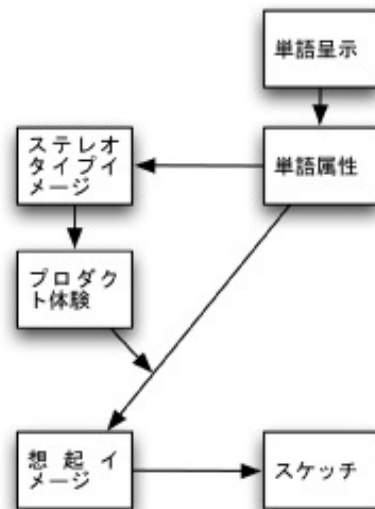 単語呈示
単語属性
ステレオ
タイプイ
メージ
プロダク
ト体験
想起イ
メージ
スケッチ